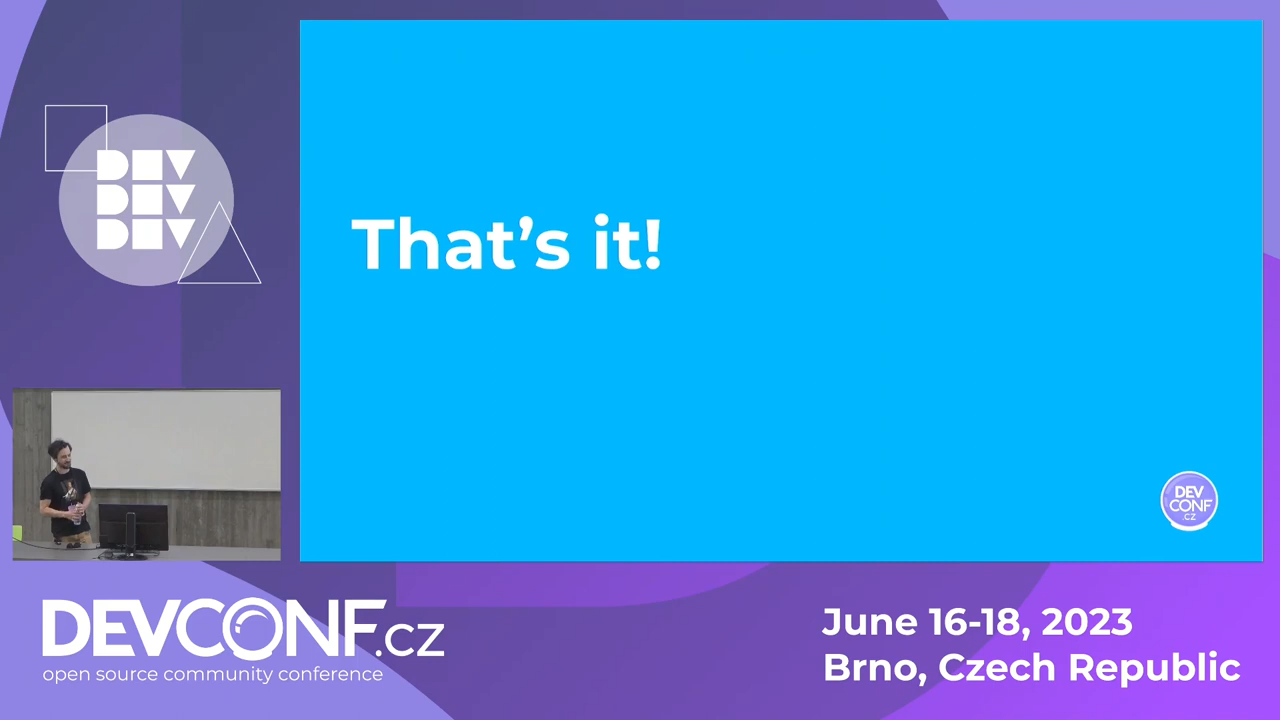 DEV
DEV
DEV
That's it!
DEV
CONF
.CZ
DEVCONF.cz
open source community conference
June 16-18, 2023
Brno, Czech Republic